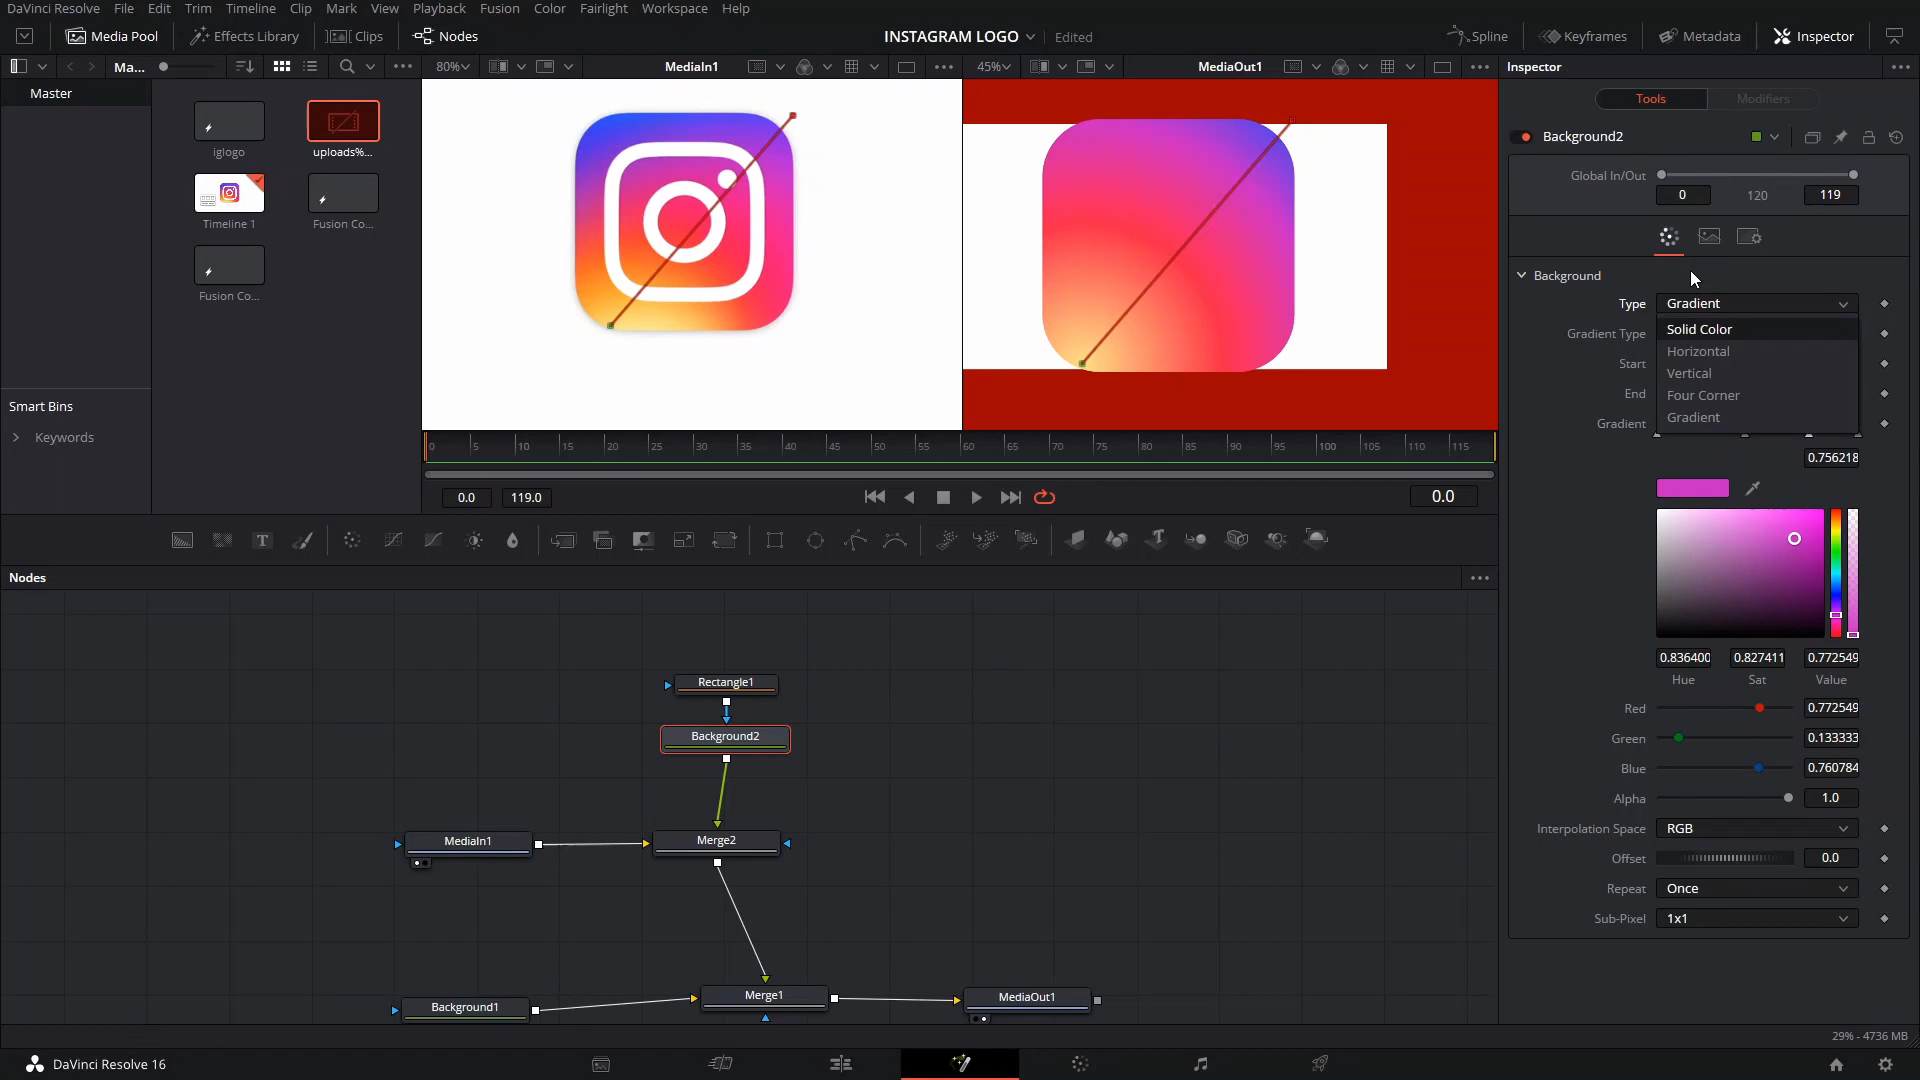 DaVinci Resolve File Edit Trim Timeline Clip Mark View Playback Fusion Color Fairlight Workspace Help
Media Pool Effects Library Clips Nodes INSTAGRAM LOGO Edited Spline Keyframes Metadata Inspector
Ma... 80% MediaIn1 45% MediaOut1 Inspector
Master
Tools Modifiers
Background2
iglogo uploads%...
Global In/Out
0 120 119
Timeline 1 Fusion Co...
Background
Fusion Co...
Type Gradient
Gradient Type Solid Color
Horizontal
Start
Vertical
End Four Corner
Gradient Gradient
Smart Bins
Keywords
0 5 10 15 20 25 30 35 40 45 50 55 60 65 70 75 80 85 90 95 100 105 110 115
0.756218
0.0 119.0 0.0
0.836400 0.827411 0.772549
Hue Sat Value
Red 0.772549
Green 0.133333
Blue 0.760784
Alpha 1.0
Interpolation Space RGB
Offset 0.0
Repeat Once
Sub-Pixel 1x1
Nodes
Rectangle1
Background2
MediaIn1 Merge2
Background1 Merge1 MediaOut1
29% - 4736 MB
DaVinci Resolve 16